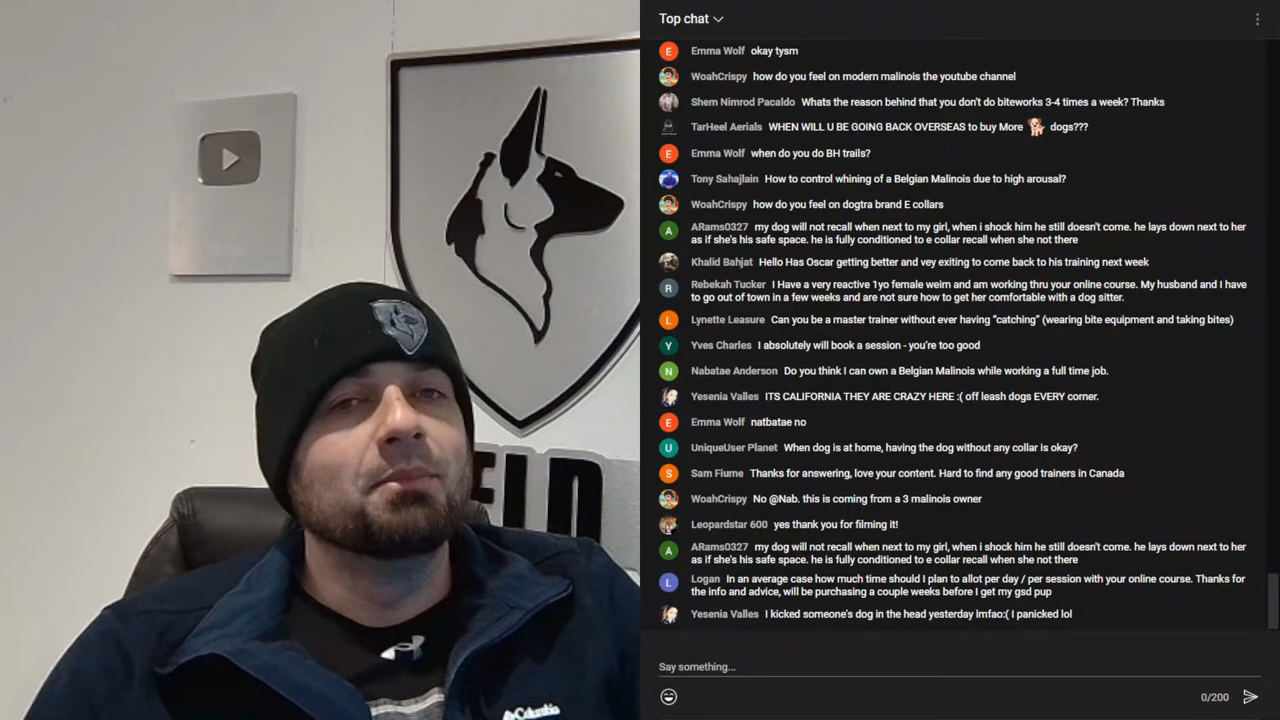 Top chat
Emma Wolf okay tysm
WoahCrispy how do you feel on modern malinois the youtube channel
Shem Nimrod Pacaldo Whats the reason behind that you don't do biteworks 3-4 times a week? Thanks
TarHeel Aerials WHEN WILL U BE GOING BACK OVERSEAS to buy More dogs???
Emma Wolf when do you do BH trails?
Tony Sahajlain How to control whining of a Belgian Malinois due to high arousal?
WoahCrispy how do you feel on dogtra brand E collars
ARams0327 my dog will not recall when next to my girl, when i shock him he still doesn't come. he lays down next to her
as if she's his safe space. he is fully conditioned to e collar recall when she not there
Khalid Bahjat Hello Has Oscar getting better and vey exiting to come back to his training next week
Rebekah Tucker I Have a very reactive 1yo female weim and am working thru your online course. My husband and I have
to go out of town in a few weeks and are not sure how to get her comfortable with a dog sitter.
Lynette Leasure Can you be a master trainer without ever having “catching” (wearing bite equipment and taking bites)
Yves Charles I absolutely will book a session - you're too good
Nabatae Anderson Do you think I can own a Belgian Malinois while working a full time job.
Yesenia Valles ITS CALIFORNIA THEY ARE CRAZY HERE :( off leash dogs EVERY corner.
Emma Wolf natbatae no
UniqueUser Planet When dog is at home, having the dog without any collar is okay?
Sam Fiume Thanks for answering, love your content. Hard to find any good trainers in Canada
WoahCrispy No @Nab. this is coming from a 3 malinois owner
Leopardstar 600 yes thank you for filming it!
ARams0327 my dog will not recall when next to my girl, when i shock him he still doesn't come. he lays down next to her
as if she's his safe space. he is fully conditioned to e collar recall when she not there
Logan In an average case how much time should I plan to allot per day / per session with your online course. Thanks for
the info and advice, will be purchasing a couple weeks before I get my gsd pup
Yesenia Valles I kicked someone's dog in the head yesterday lmfao:( I panicked lol
Say something...
0/200
Columbia